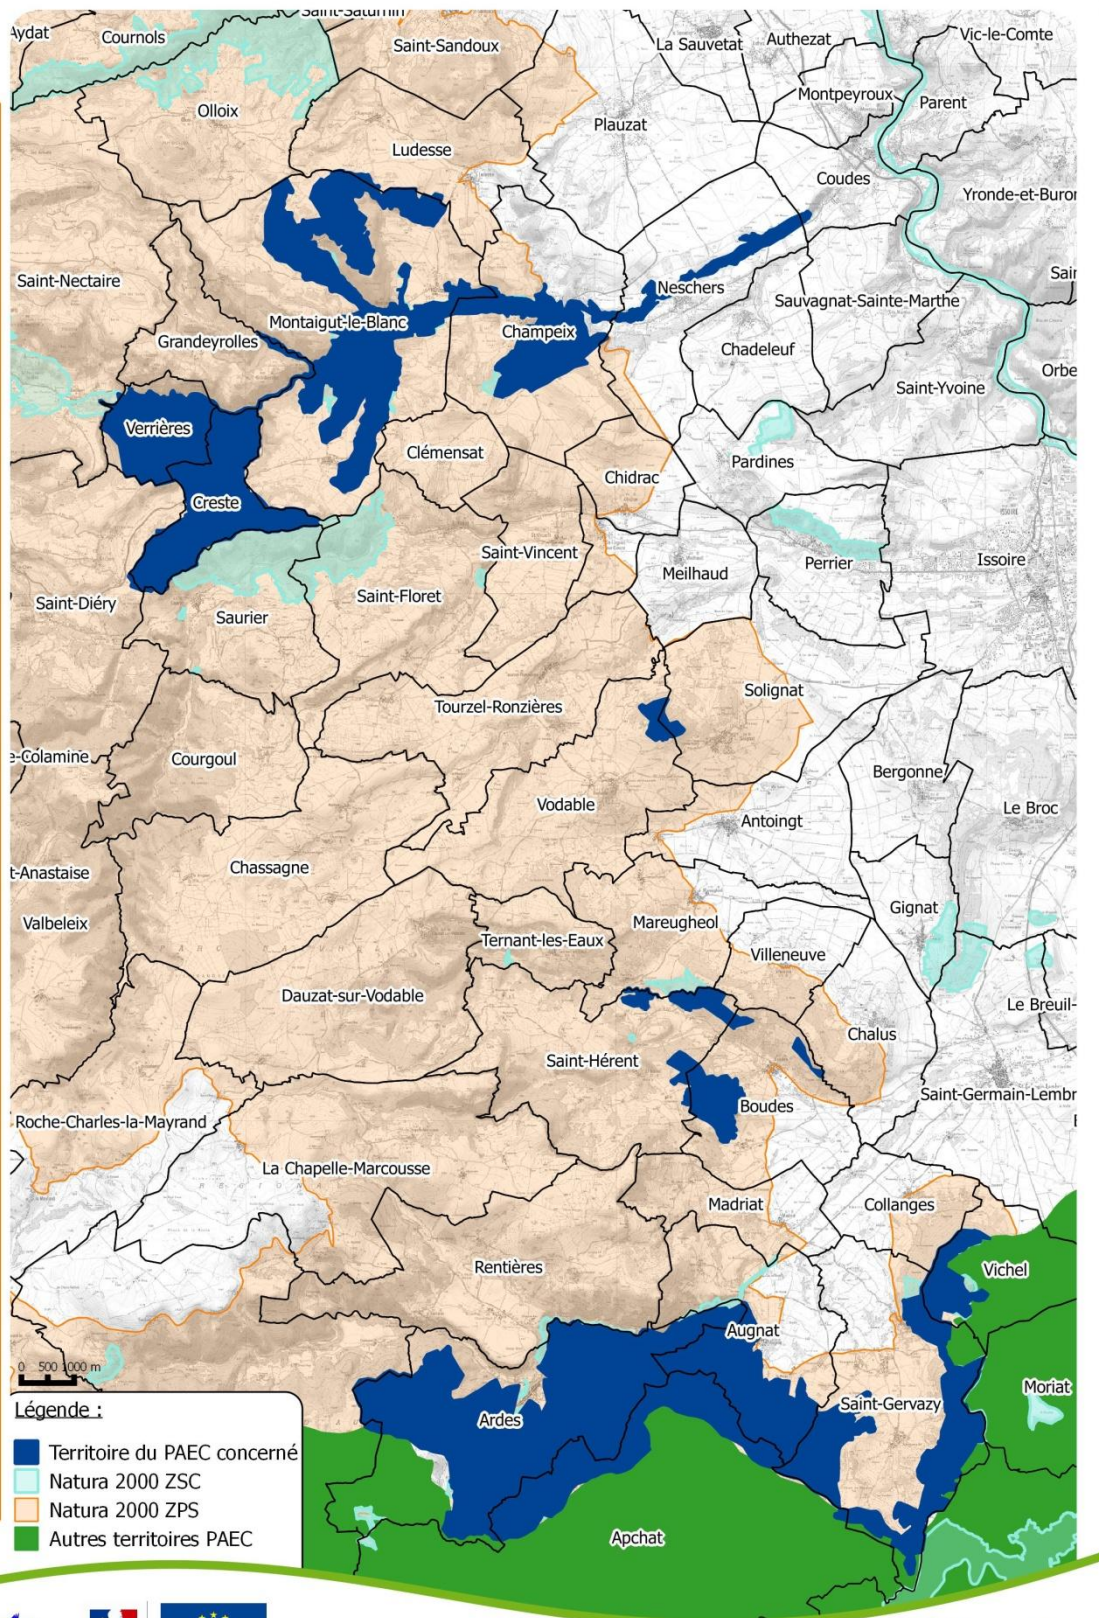 Aydat
Cournols
Saint-Saturnin
Saint-Sandoux
La Sauvetat
Authezat
Vic-le-Comte
Olloix
Ludesse
Plauzat
Montpeyroux
Parent
Coudes
Yronde-et-Buron
Saint-Nectaire
Neschers
Sauvagnat-Sainte-Marthe
Montaigut-le-Blanc
Champeix
Grandeyrolles
Chadeleuf
Saint-Yvoine
Orbe
Verrières
Clémensat
Pardines
Chidrac
Creste
Saint-Vincent
Issoire
Meilhaud
Perrier
Saint-Diéry
Saint-Floret
Saurier
Solignat
Tourzel-Ronzières
e-Colamine
Courgoul
Bergonne
Vodable
Le Broc
Antoingt
Chassagne
t-Anastaise
Valbeleix
Gignat
Mareugheol
Ternant-les-Eaux
Villeneuve
Dauzat-sur-Vodable
Le Breuil-
Chalus
Saint-Hérent
Saint-Germain-Lembr
Boudes
Roche-Charles-la-Mayrand
La Chapelle-Marcousse
Madriat
Collanges
Rentières
Vichel
Augnat
0 500 1000 m
Moriat
Saint-Gervazy
Ardes
Apchat
Légende :
Territoire du PAEC concerné
Natura 2000 ZSC
Natura 2000 ZPS
Autres territoires PAEC